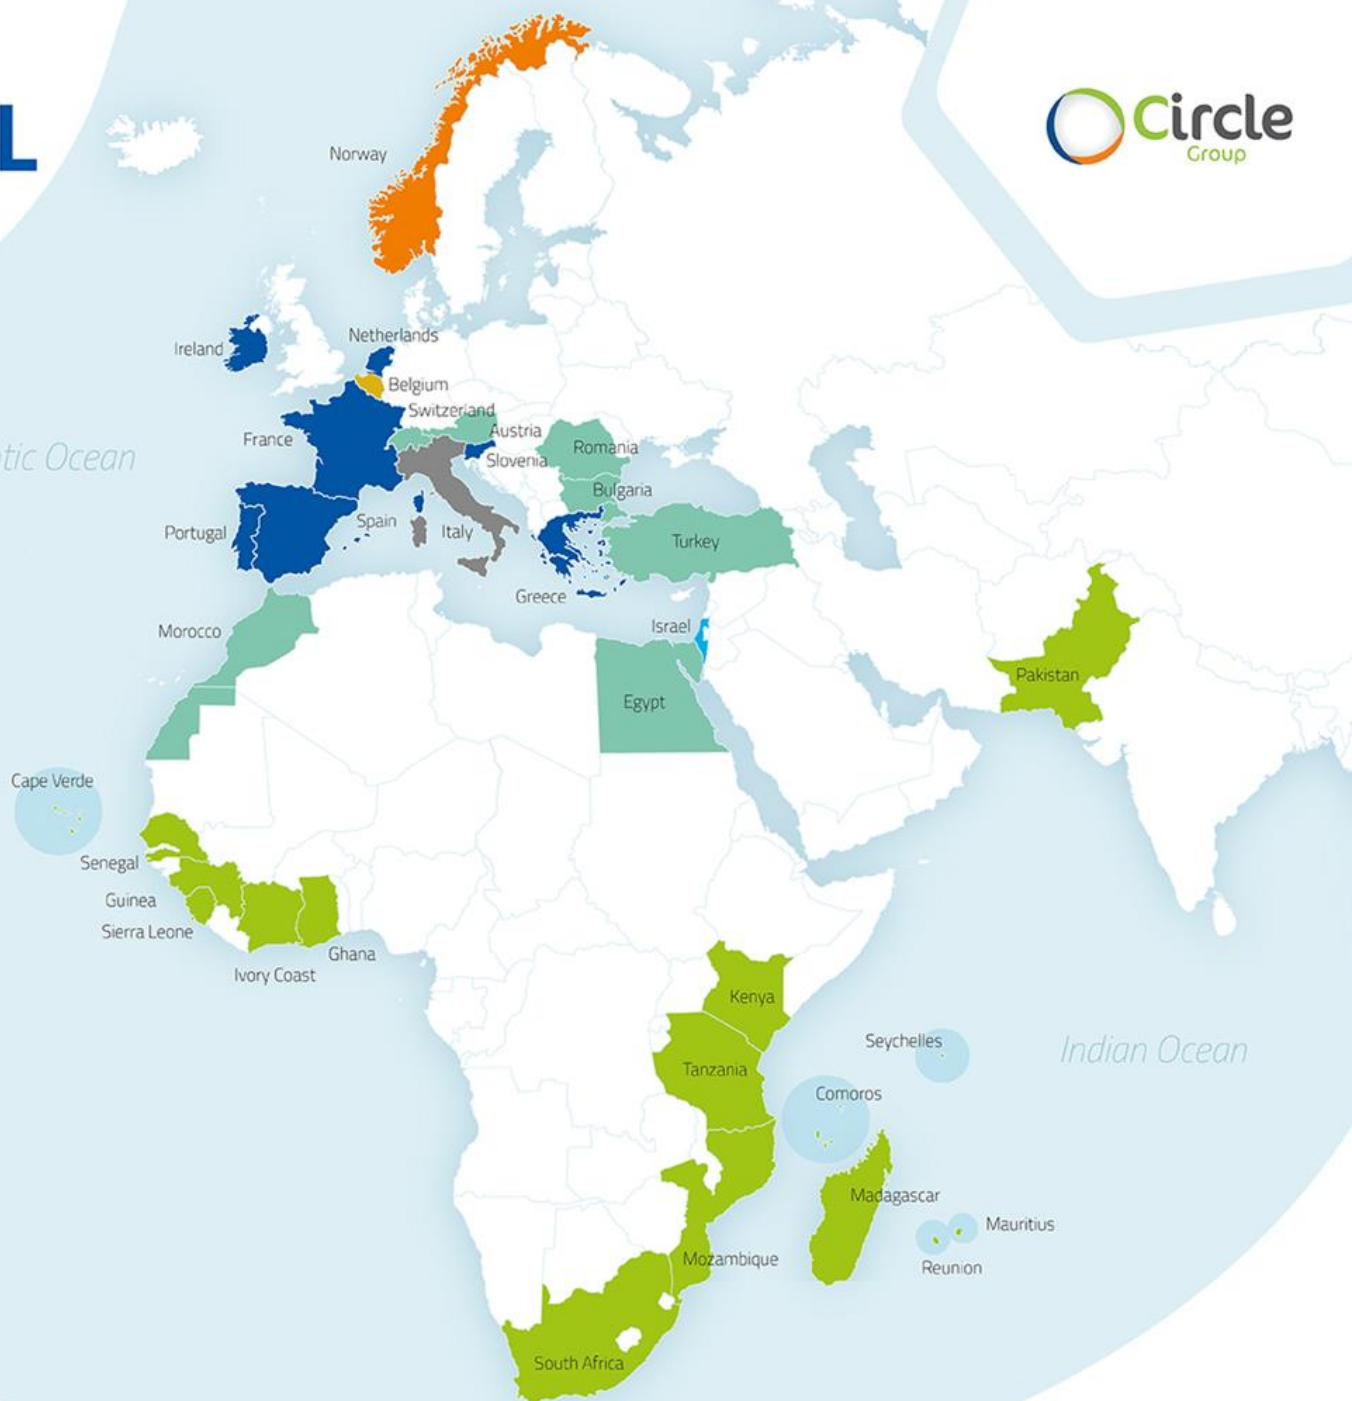 L
Circle
Group
Norway
Ireland
Netherlands
Belgium
Switzerland
Austria
France
Slovenia
Romania
Bulgaria
tic Ocean
Portugal
Spain
Italy
Turkey
Greece
Morocco
Israel
Pakistan
Egypt
Cape Verde
Senegal
Guinea
Sierra Leone
Ghana
Ivory Coast
Kenya
Seychelles
Indian Ocean
Tanzania
Comoros
Madagascar
Mauritius
Mozambique
Reunion
South Africa